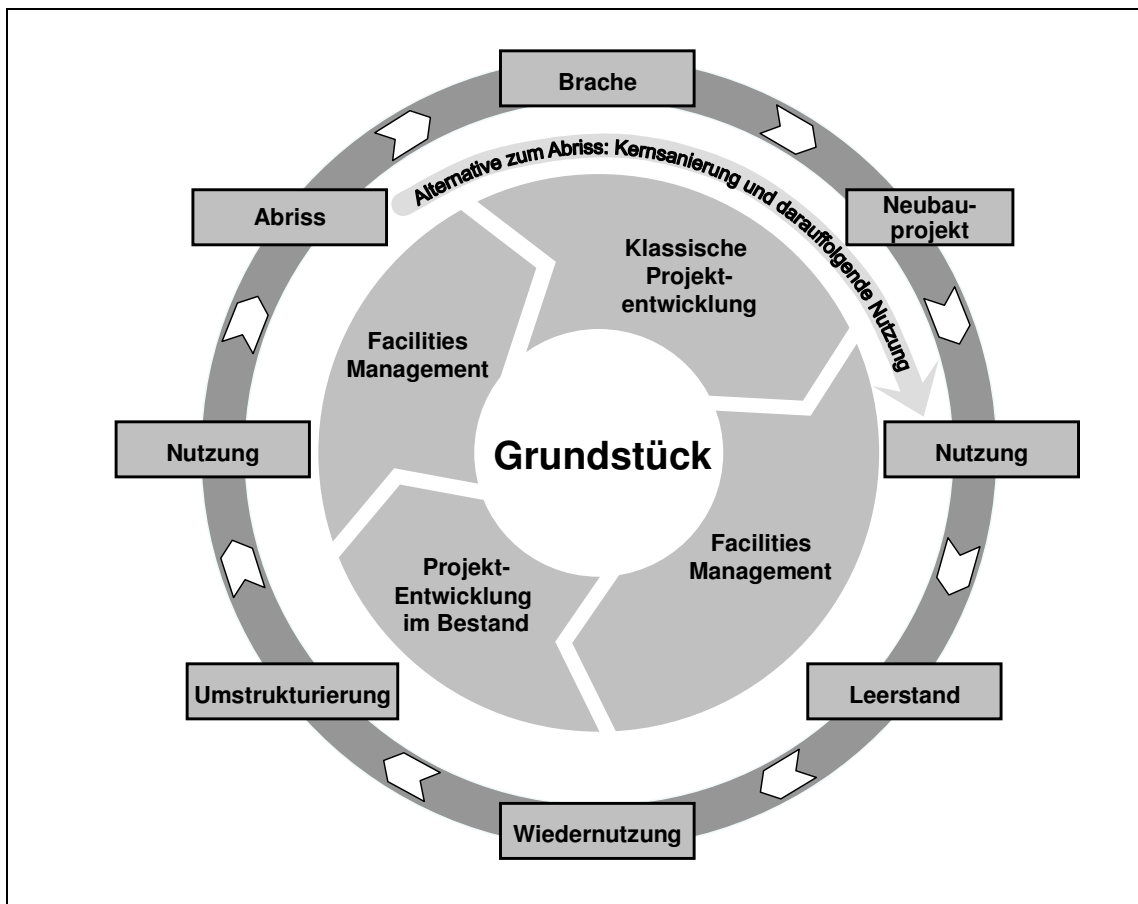 Brache
Alternative zum Abriss: Kernsanierung und darauffolgende Nutzung
Abriss
Neubau-
projekt
Klassische
Projekt-
entwicklung
Facilities
Management
Nutzung
Grundstück
Nutzung
Facilities
Management
Projekt-
Entwicklung
im Bestand
Umstrukturierung
Leerstand
Wiedernutzung